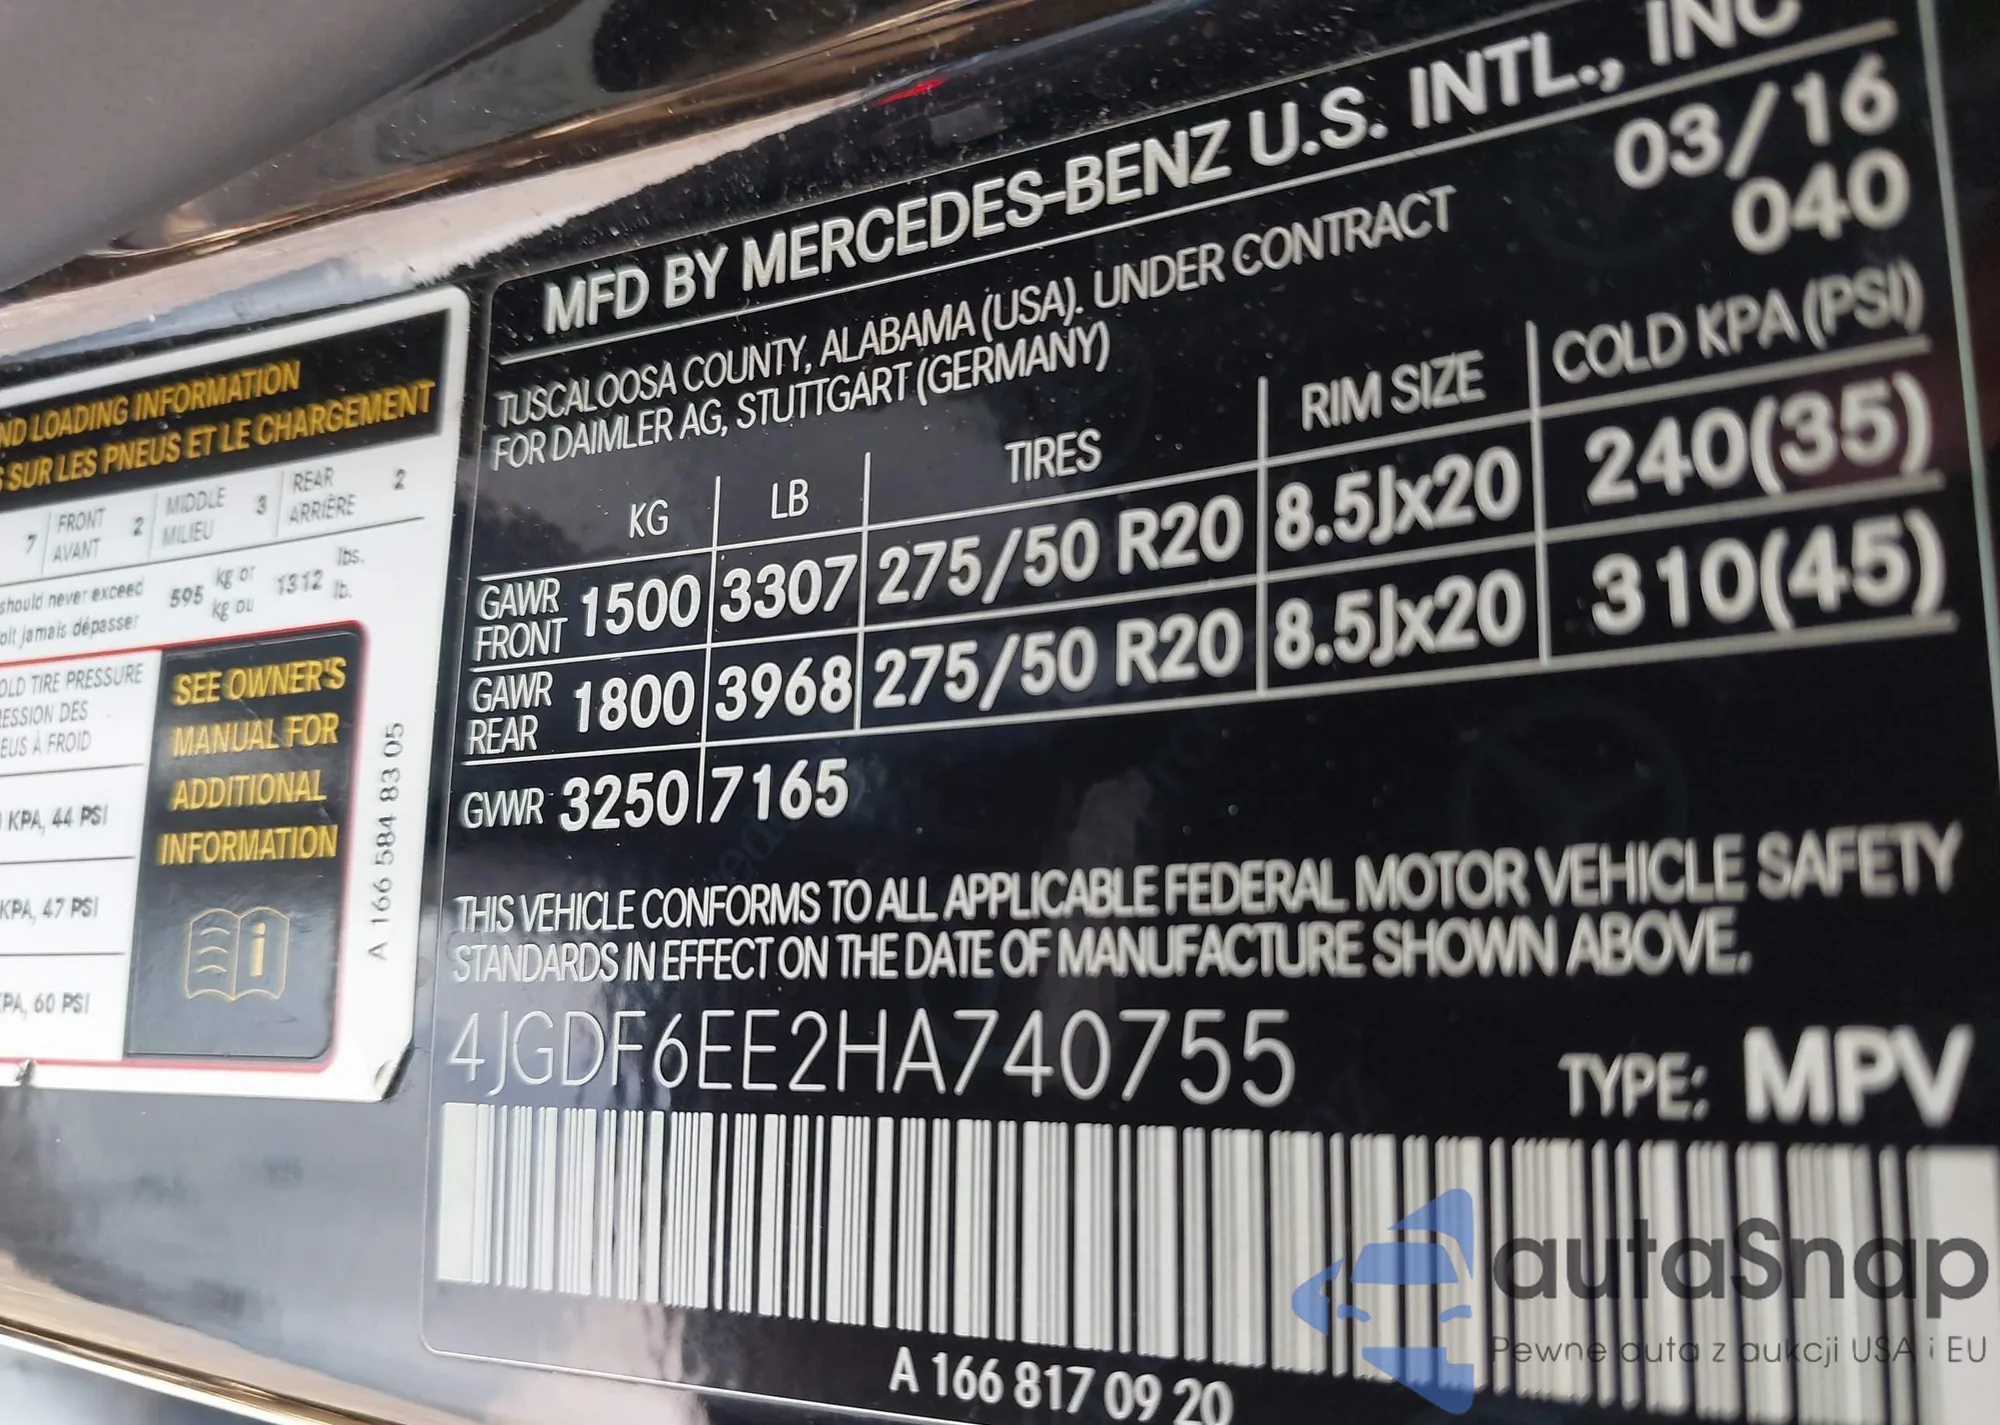 MFD BY MERCEDES-BENZ U.S. INTL., INC
TUSCALOOSA COUNTY, ALABAMA (USA). UNDER CONTRACT 03/16
FOR DAIMLER AG, STUTTGART (GERMANY) 040
KG LB TIRES RIM SIZE COLD KPA (PSI)
GAWR FRONT 1500 3307 275/50 R20 8.5Jx20 240(35)
GAWR REAR 1800 3968 275/50 R20 8.5Jx20 310(45)
GVWR 3250 7165
THIS VEHICLE CONFORMS TO ALL APPLICABLE FEDERAL MOTOR VEHICLE SAFETY
STANDARDS IN EFFECT ON THE DATE OF MANUFACTURE SHOWN ABOVE.
4JGDF6EE2HA740755 TYPE: MPV
A 166 817 09 20
LOADING INFORMATION
SUR LES PNEUS ET LE CHARGEMENT
7 FRONT AVANT 2 MIDDLE MILIEU 3 REAR ARRIÈRE 2
should never exceed 595 kg or 1312 lbs.
jamais dépasser kg ou lb.
TIRE PRESSURE
DES
À FROID
KPA, 44 PSI
KPA, 47 PSI
60 PSI
SEE OWNER'S
MANUAL FOR
ADDITIONAL
INFORMATION
i
A 166 584 83 05
autaSnap
Pewne auta z aukcji USA i EU